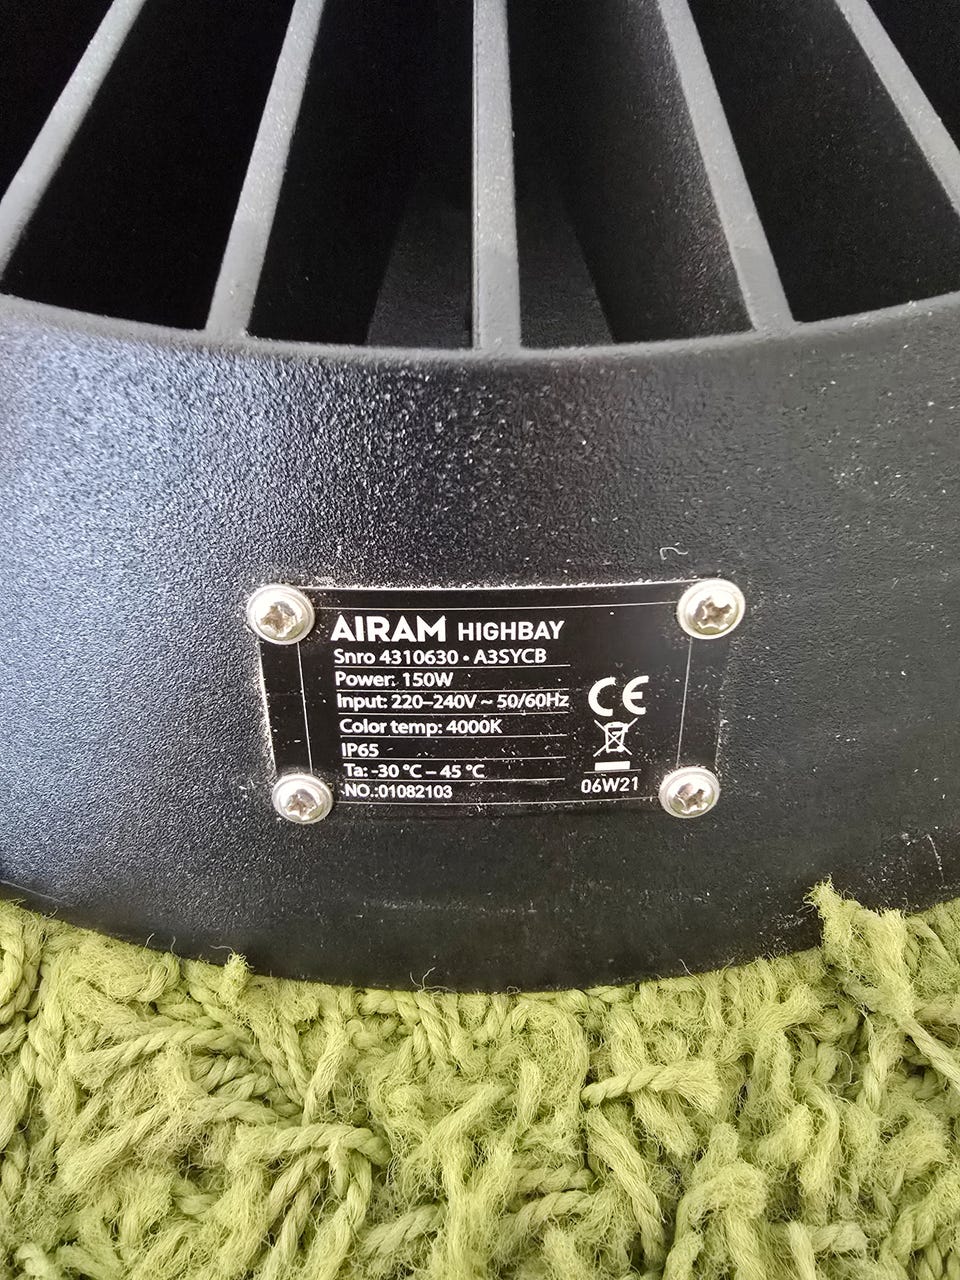 AIRAM HIGHBAY
Snro 4310630 • A3SYCB
Power: 150W
Input: 220–240V ~ 50/60Hz
Color temp: 4000K
IP65
Ta: -30 °C – 45 °C
NO.:01082103
CE
06W21